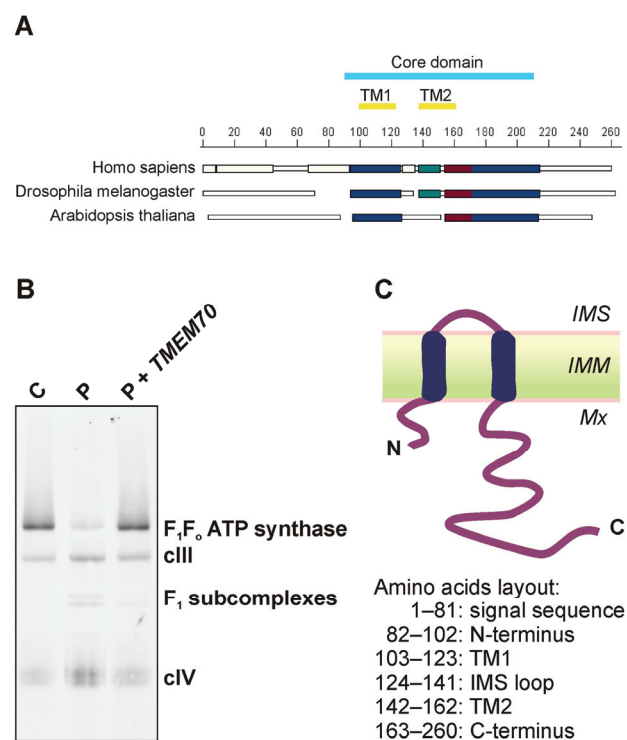 A
Core domain
TM1 TM2
0 20 40 60 80 100 120 140 160 180 200 220 240 260
Homo sapiens
Drosophila melanogaster
Arabidopsis thaliana
B
C P P + TMEM70
F₁Fₒ ATP synthase
cIII
F₁ subcomplexes
cIV
C
IMS
IMM
Mx
N
C
Amino acids layout:
1–81: signal sequence
82–102: N-terminus
103–123: TM1
124–141: IMS loop
142–162: TM2
163–260: C-terminus